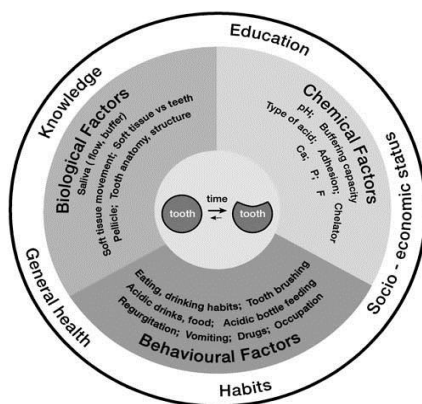 Education
Knowledge
Socio - economic status
General health
Habits
Biological Factors
Saliva ( flow, buffer)
Soft tissue movement; Soft tissue vs teeth
Pellicle; Tooth anatomy, structure
Chemical Factors
pH; Buffering capacity
Type of acid; Adhesion; Chelator
Ca; P; F
time
tooth
tooth
Eating, drinking habits; Tooth brushing
Acidic drinks, food; Acidic bottle feeding
Regurgitation; Vomiting; Drugs; Occupation
Behavioural Factors